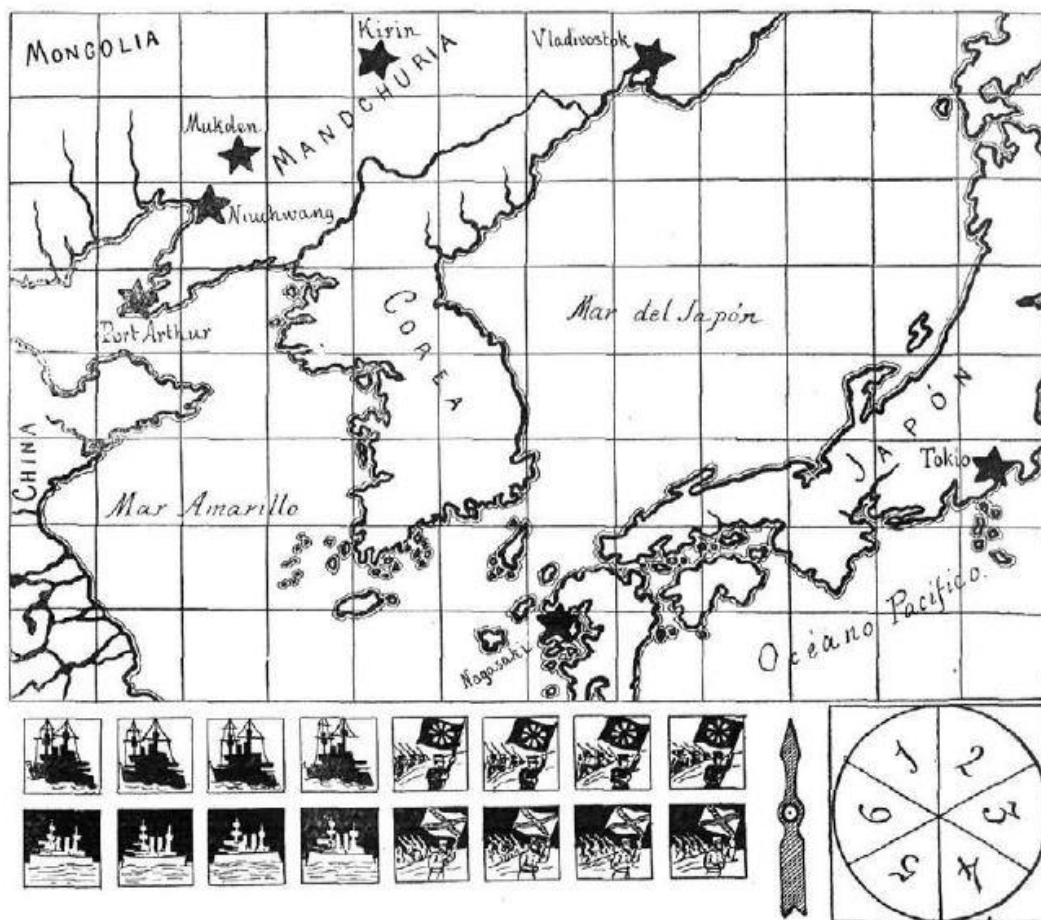 MONGOLIA
Kirin
Vladivostok
MANDCHURIA
Mukden
Niuchwang
Port Arthur
COREA
Mar del Japón
JAPÓN
Tokio
CHINA
Mar Amarillo
Nagasaki
Océano Pacífico.
1
2
3
4
5
6